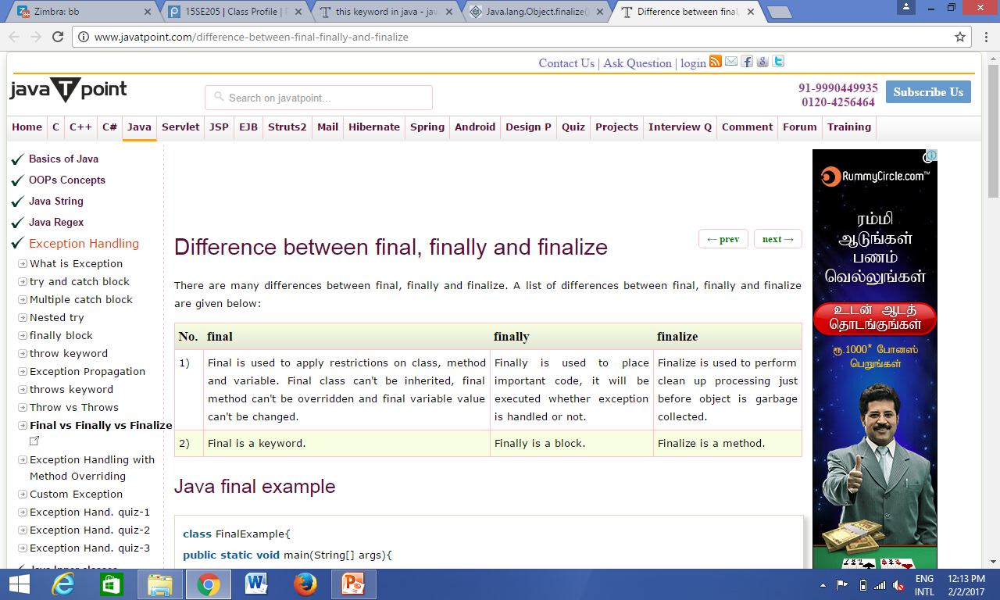 Zimbra: bb
15SE205 | Class Profile |
this keyword in java - jav
Java.lang.Object.finalize()
Difference between final,
www.javatpoint.com/difference-between-final-finally-and-finalize
Contact Us | Ask Question | login
java T point
Search on javatpoint...
91-9990449935
0120-4256464
Subscribe Us
Home C C++ C# Java Servlet JSP EJB Struts2 Mail Hibernate Spring Android Design P Quiz Projects Interview Q Comment Forum Training
Basics of Java
OOPs Concepts
Java String
Java Regex
Exception Handling
What is Exception
try and catch block
Multiple catch block
Nested try
finally block
throw keyword
Exception Propagation
throws keyword
Throw vs Throws
Final vs Finally vs Finalize
Exception Handling with
Method Overriding
Custom Exception
Exception Hand. quiz-1
Exception Hand. quiz-2
Exception Hand. quiz-3
Java Inner classes
← prev
next →
Difference between final, finally and finalize
There are many differences between final, finally and finalize. A list of differences between final, finally and finalize
are given below:
No. final finally finalize
1)
Final is used to apply restrictions on class, method
and variable. Final class can't be inherited, final
method can't be overridden and final variable value
can't be changed.
Finally is used to place
important code, it will be
executed whether exception
is handled or not.
Finalize is used to perform
clean up processing just
before object is garbage
collected.
2) Final is a keyword. Finally is a block. Finalize is a method.
Java final example
class FinalExample{
public static void main(String[] args){
RummyCircle.com™
ரம்மி
ஆடுங்கள்
பணம்
வெல்லுங்கள்
உடன் ஆடத்
தொடங்குங்கள்
ரூ.1000* போனஸ்
பெறுங்கள்
ENG
INTL
12:13 PM
2/2/2017